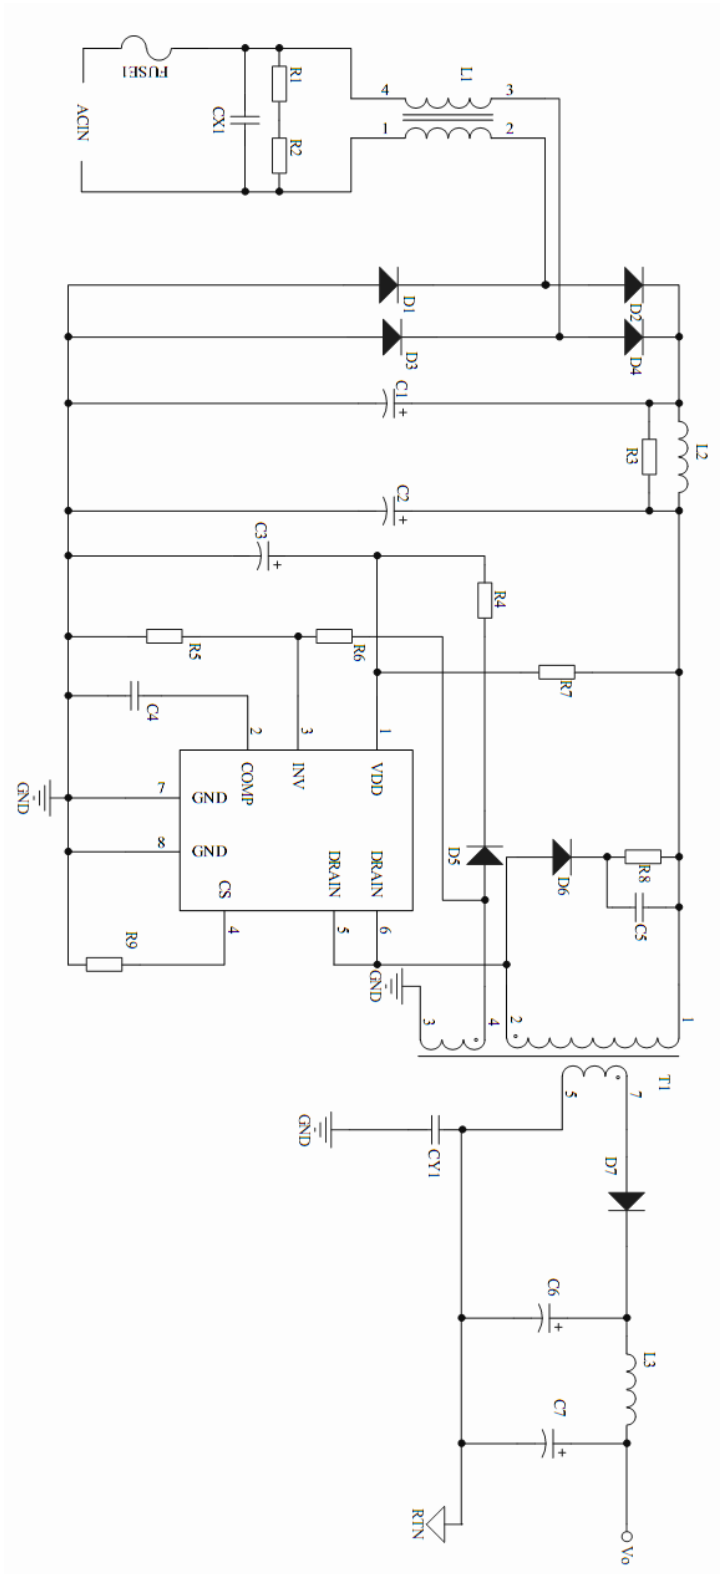 FUSE1
ACIN
CX1
R1
R2
L1
4
3
1
2
D1
D2
D3
D4
C1
+
L2
R3
C2
+
C3
+
R4
R5
R6
R7
C4
2
3
1
COMP
INV
VDD
7
GND
GND
8
GND
DRAIN
DRAIN
CS
4
5
6
R9
D5
D6
R8
C5
GND
3
4
2
1
T1
5
7
GND
CY1
D7
C6
+
L3
C7
+
RTN
Vo